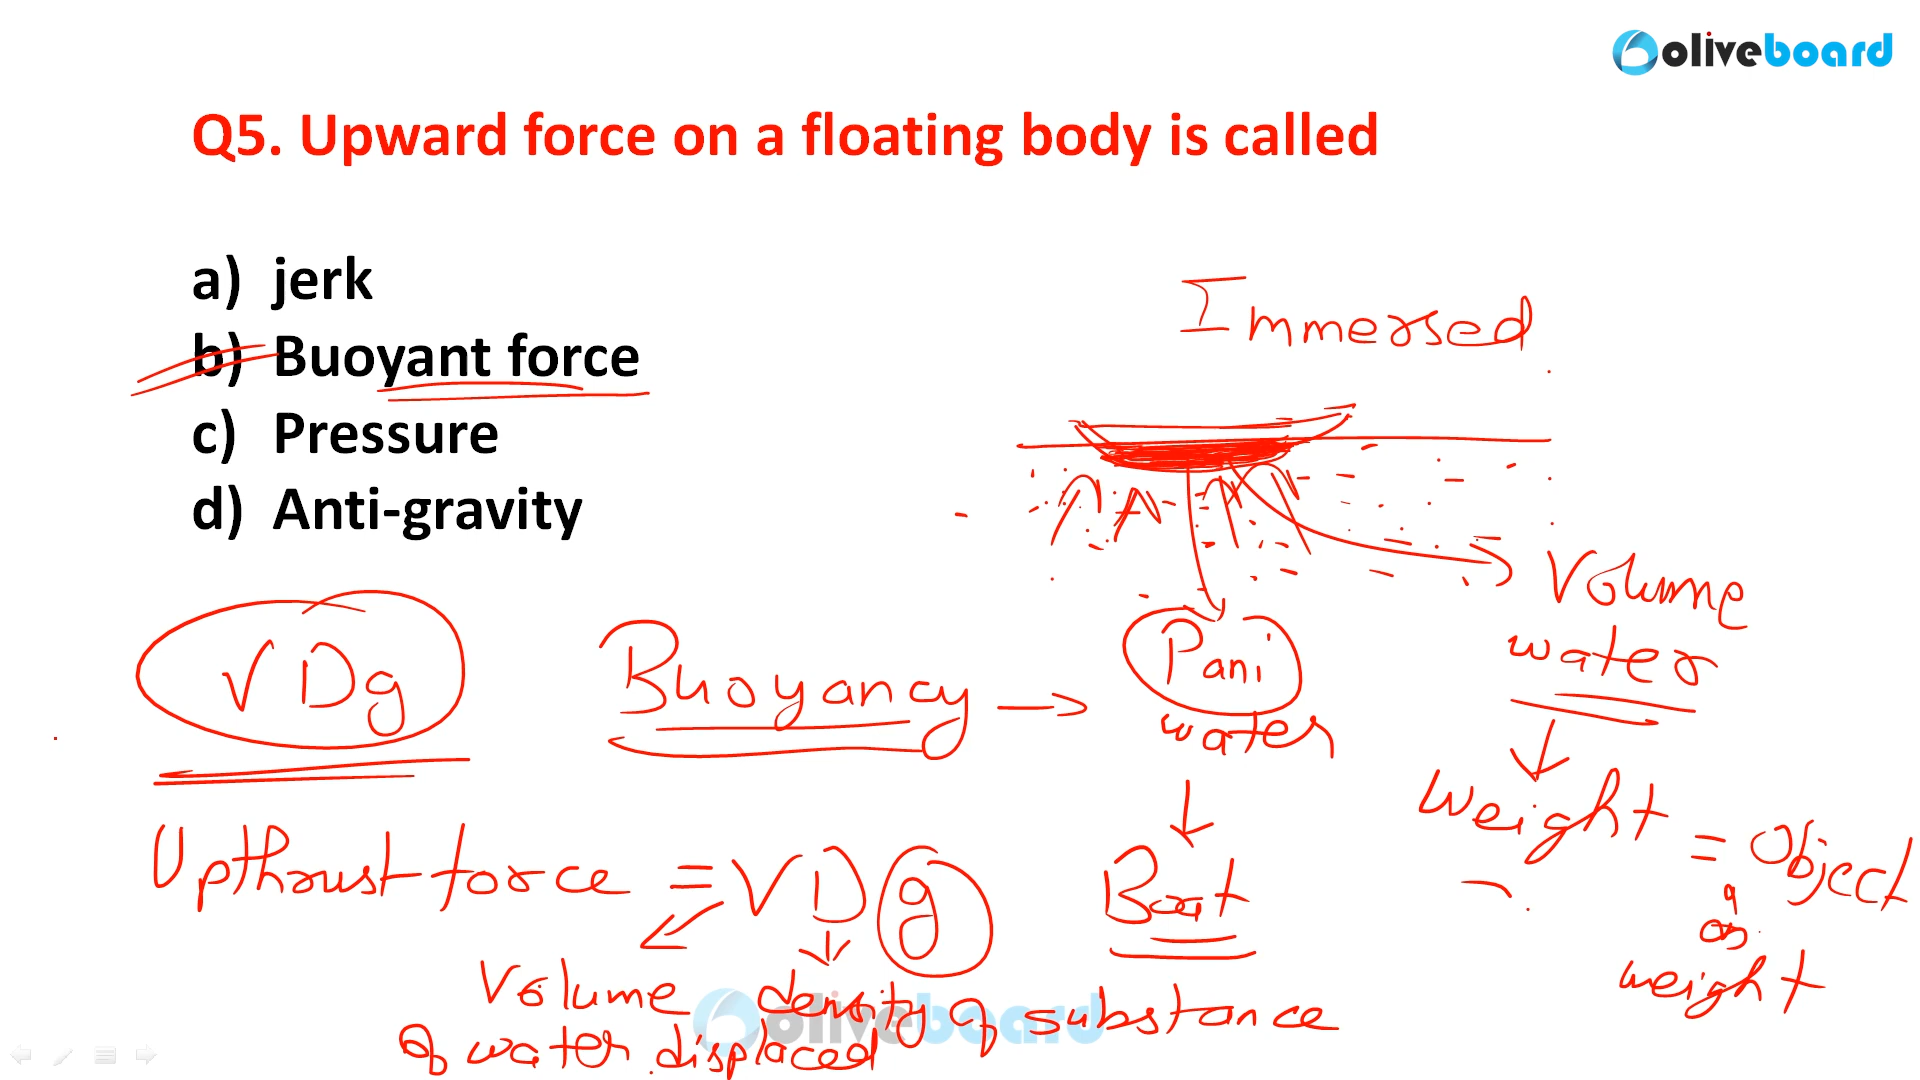 oliveboard
Q5. Upward force on a floating body is called
a) jerk
b) Buoyant force
c) Pressure
d) Anti-gravity
Immersed
Volume
water
Weight = Object
weight
VDg
Buoyancy →
Pani
water
Boat
Upthrust force = VDg
Volume
of water displaced
density of substance
oliveboard